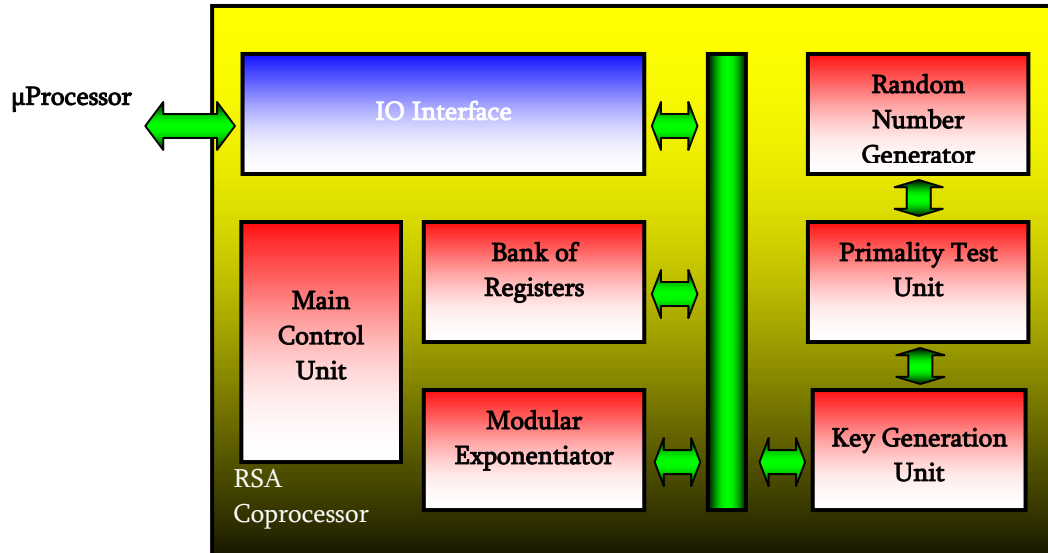 µProcessor
IO Interface
Random
Number
Generator
Main
Control
Unit
Bank of
Registers
Primality Test
Unit
Modular
Exponentiator
Key Generation
Unit
RSA
Coprocessor